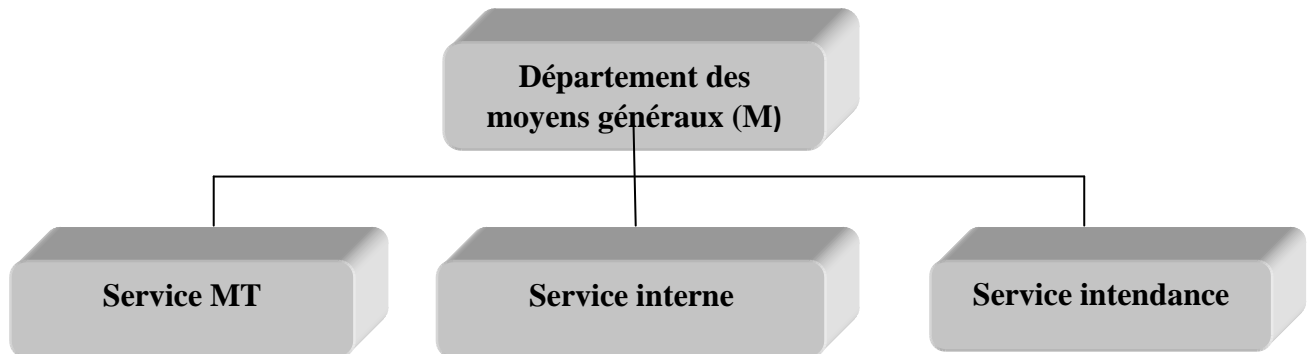 Département des
moyens généraux (M)
Service MT
Service interne
Service intendance